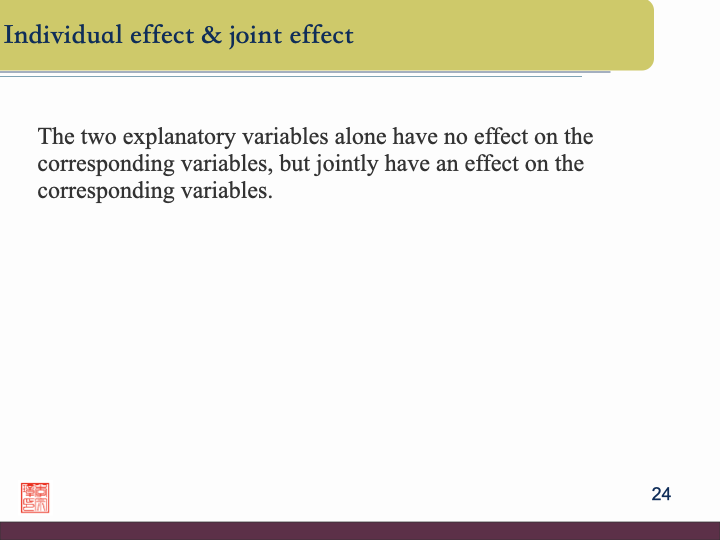 Individual effect & joint effect
The two explanatory variables alone have no effect on the
corresponding variables, but jointly have an effect on the
corresponding variables.
24